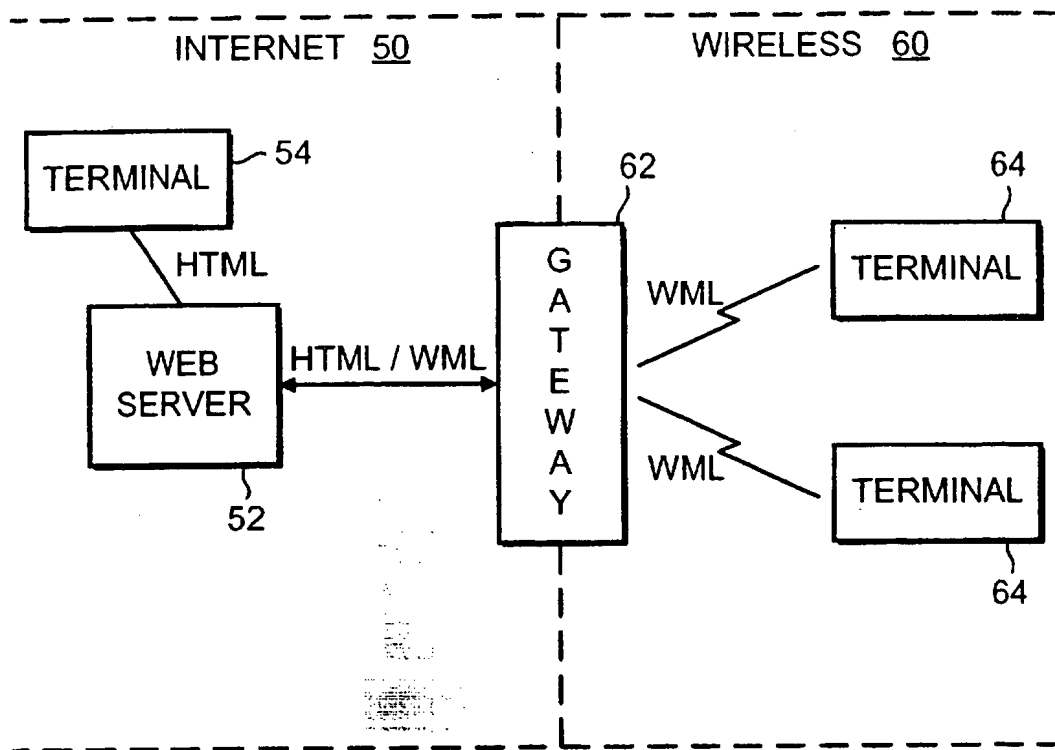 INTERNET 50
WIRELESS 60
TERMINAL
54
HTML
WEB
SERVER
52
HTML / WML
62
GATEWAY
WML
WML
64
TERMINAL
TERMINAL
64